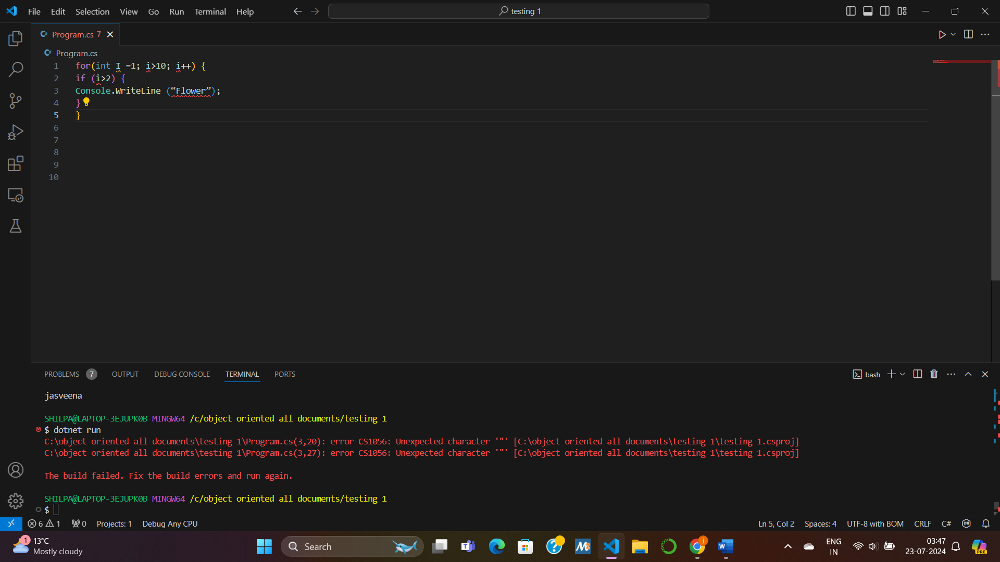 File Edit Selection View Go Run Terminal Help testing 1
Program.cs 7
Program.cs
1 for(int I =1; i>10; i++) {
2 if (i>2) {
3 Console.WriteLine (“Flower”);
4 }
5 }
6
7
8
9
10
PROBLEMS 7 OUTPUT DEBUG CONSOLE TERMINAL PORTS bash
jasveena
SHILPA@LAPTOP-3EJUPK0B MINGW64 /c/object oriented all documents/testing 1
$ dotnet run
C:\object oriented all documents\testing 1\Program.cs(3,20): error CS1056: Unexpected character '"' [C:\object oriented all documents\testing 1\testing 1.csproj]
C:\object oriented all documents\testing 1\Program.cs(3,27): error CS1056: Unexpected character '"' [C:\object oriented all documents\testing 1\testing 1.csproj]
The build failed. Fix the build errors and run again.
SHILPA@LAPTOP-3EJUPK0B MINGW64 /c/object oriented all documents/testing 1
$
6 1 0 Projects: 1 Debug Any CPU Ln 5, Col 2 Spaces: 4 UTF-8 with BOM CRLF C#
1 13°C
Mostly cloudy
Search
ENG
IN
03:47
23-07-2024
PRE